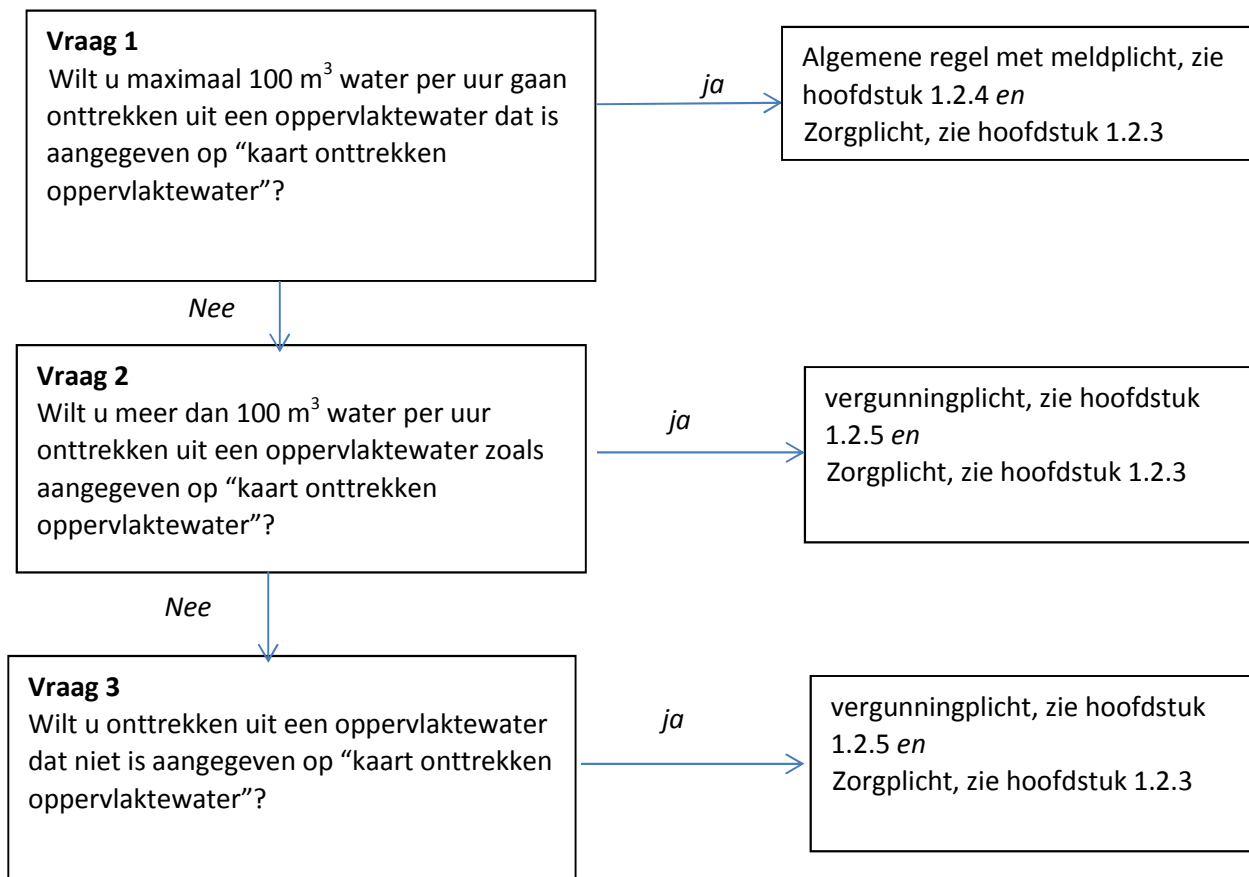 Vraag 1
Wilt u maximaal 100 m³ water per uur gaan
onttrekken uit een oppervlaktewater dat is
aangegeven op “kaart onttrekken
oppervlaktewater”?
ja
Algemene regel met meldplicht, zie
hoofdstuk 1.2.4 en
Zorgplicht, zie hoofdstuk 1.2.3
Nee
Vraag 2
Wilt u meer dan 100 m³ water per uur
onttrekken uit een oppervlaktewater zoals
aangegeven op “kaart onttrekken
oppervlaktewater”?
ja
vergunningplicht, zie hoofdstuk
1.2.5 en
Zorgplicht, zie hoofdstuk 1.2.3
Nee
Vraag 3
Wilt u onttrekken uit een oppervlaktewater
dat niet is aangegeven op “kaart onttrekken
oppervlaktewater”?
ja
vergunningplicht, zie hoofdstuk
1.2.5 en
Zorgplicht, zie hoofdstuk 1.2.3